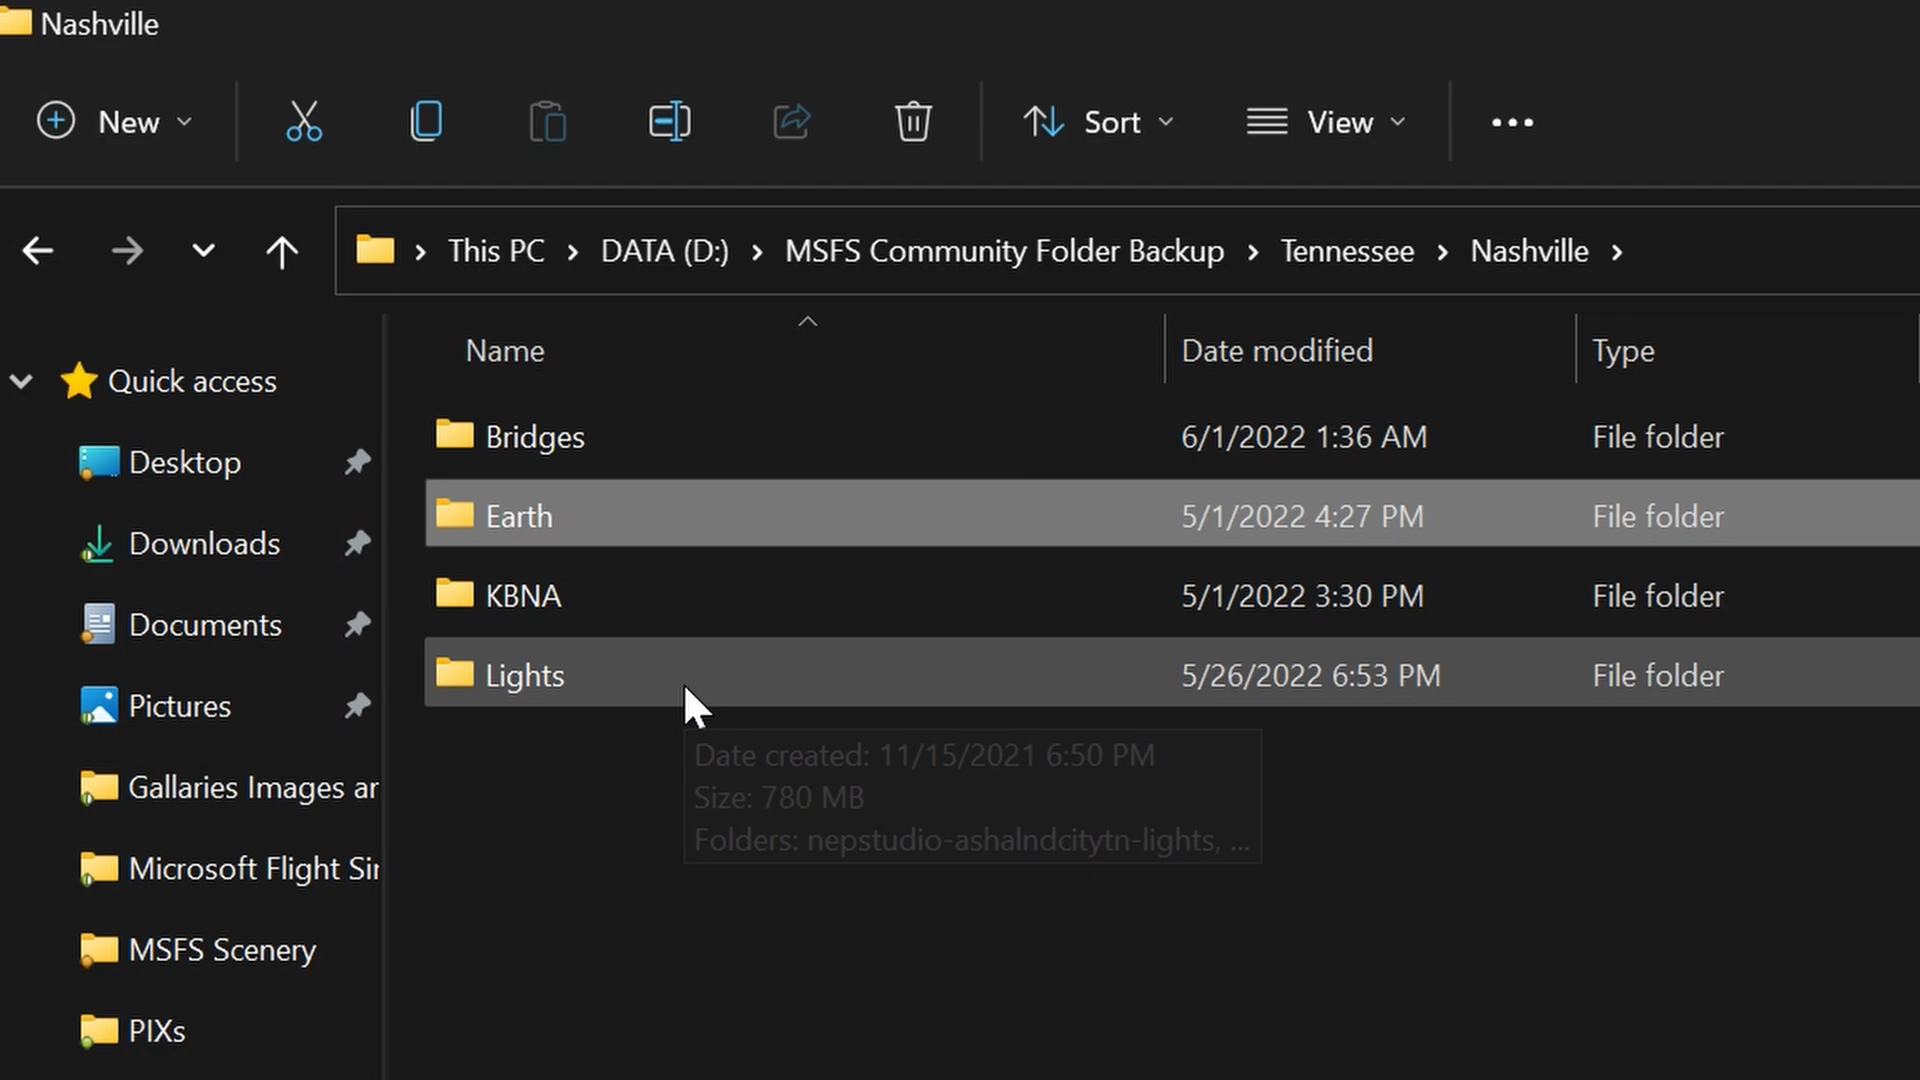 Nashville
New
Sort
View
This PC > DATA (D:) > MSFS Community Folder Backup > Tennessee > Nashville >
Name Date modified Type
Quick access
Desktop
Downloads
Documents
Pictures
Gallaries Images ar
Microsoft Flight Sir
MSFS Scenery
PIXs
Bridges 6/1/2022 1:36 AM File folder
Earth 5/1/2022 4:27 PM File folder
KBNA 5/1/2022 3:30 PM File folder
Lights 5/26/2022 6:53 PM File folder
Date created: 11/15/2021 6:50 PM
Size: 780 MB
Folders: nepstudio-ashalndcitytn-lights, ...